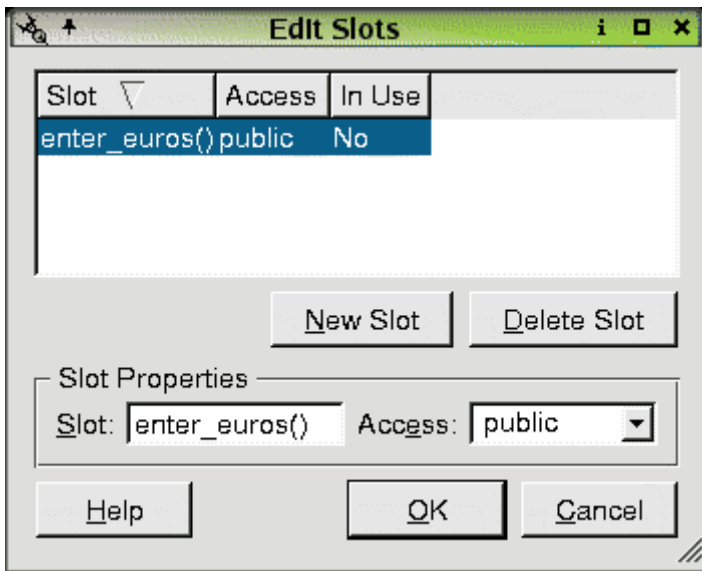 Edit Slots
Slot Access In Use
enter_euros() public No
New Slot Delete Slot
Slot Properties
Slot: enter_euros() Access: public
Help OK Cancel